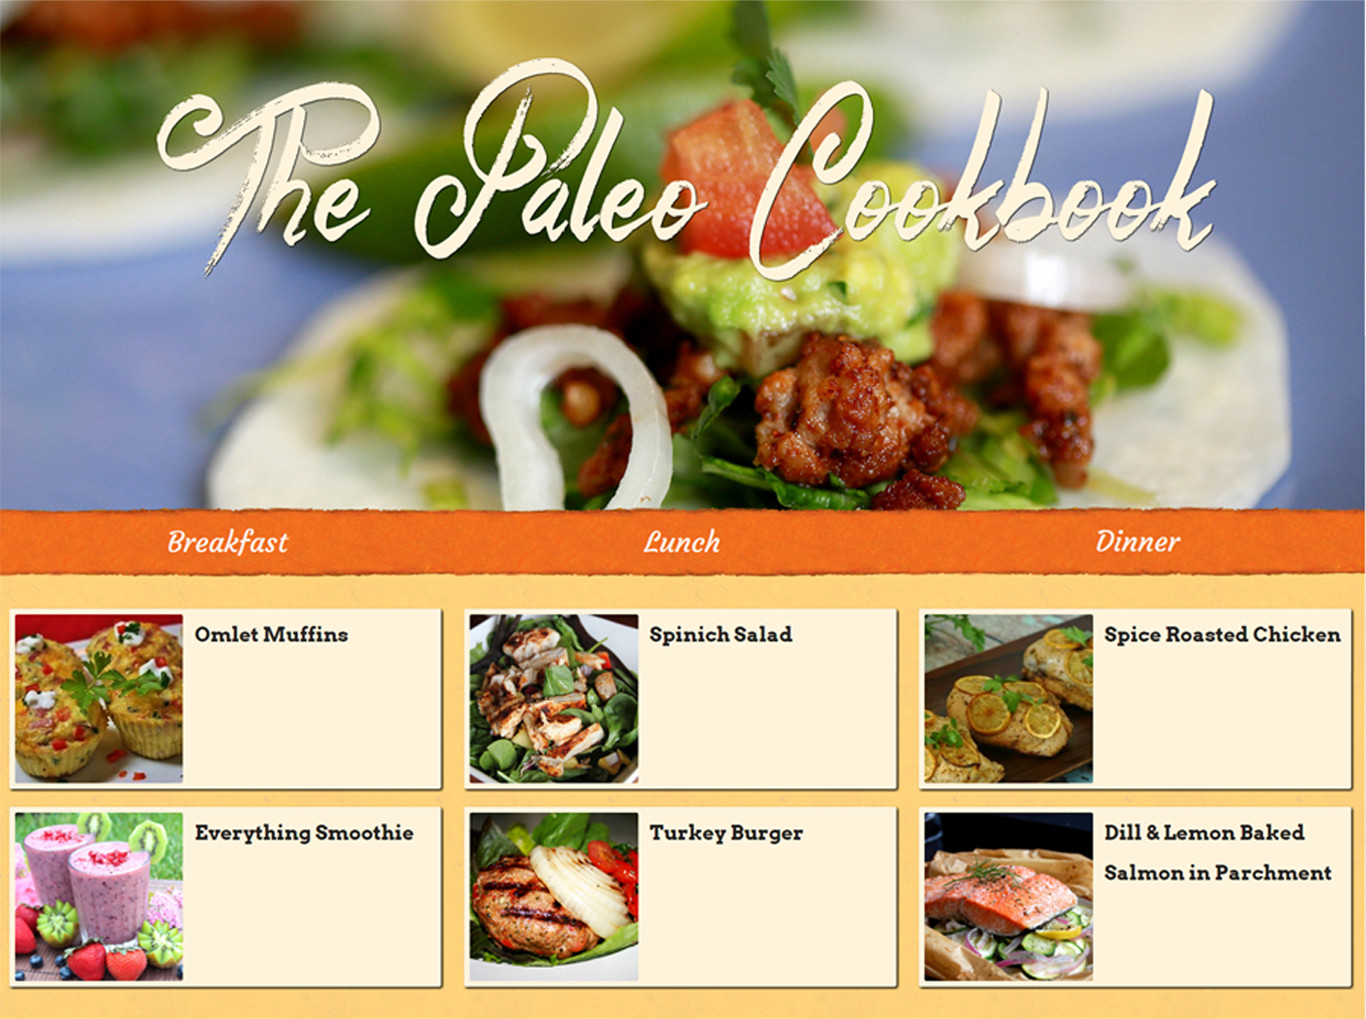 The Paleo Cookbook
Breakfast
Lunch
Dinner
Omlet Muffins
Spinich Salad
Spice Roasted Chicken
Everything Smoothie
Turkey Burger
Dill & Lemon Baked
Salmon in Parchment